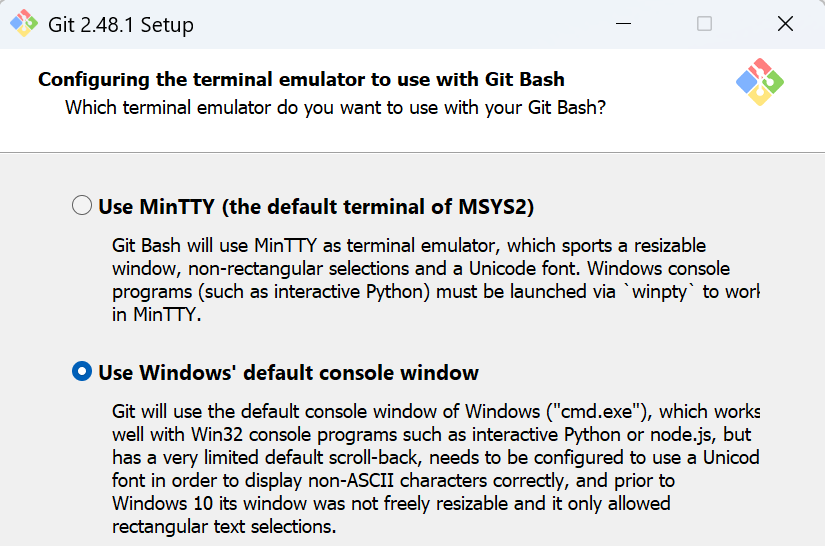 Git 2.48.1 Setup
Configuring the terminal emulator to use with Git Bash
Which terminal emulator do you want to use with your Git Bash?
Use MinTTY (the default terminal of MSYS2)
Git Bash will use MinTTY as terminal emulator, which sports a resizable
window, non-rectangular selections and a Unicode font. Windows console
programs (such as interactive Python) must be launched via `winpty` to work
in MinTTY.
Use Windows' default console window
Git will use the default console window of Windows ("cmd.exe"), which works
well with Win32 console programs such as interactive Python or node.js, but
has a very limited default scroll-back, needs to be configured to use a Unicod
font in order to display non-ASCII characters correctly, and prior to
Windows 10 its window was not freely resizable and it only allowed
rectangular text selections.